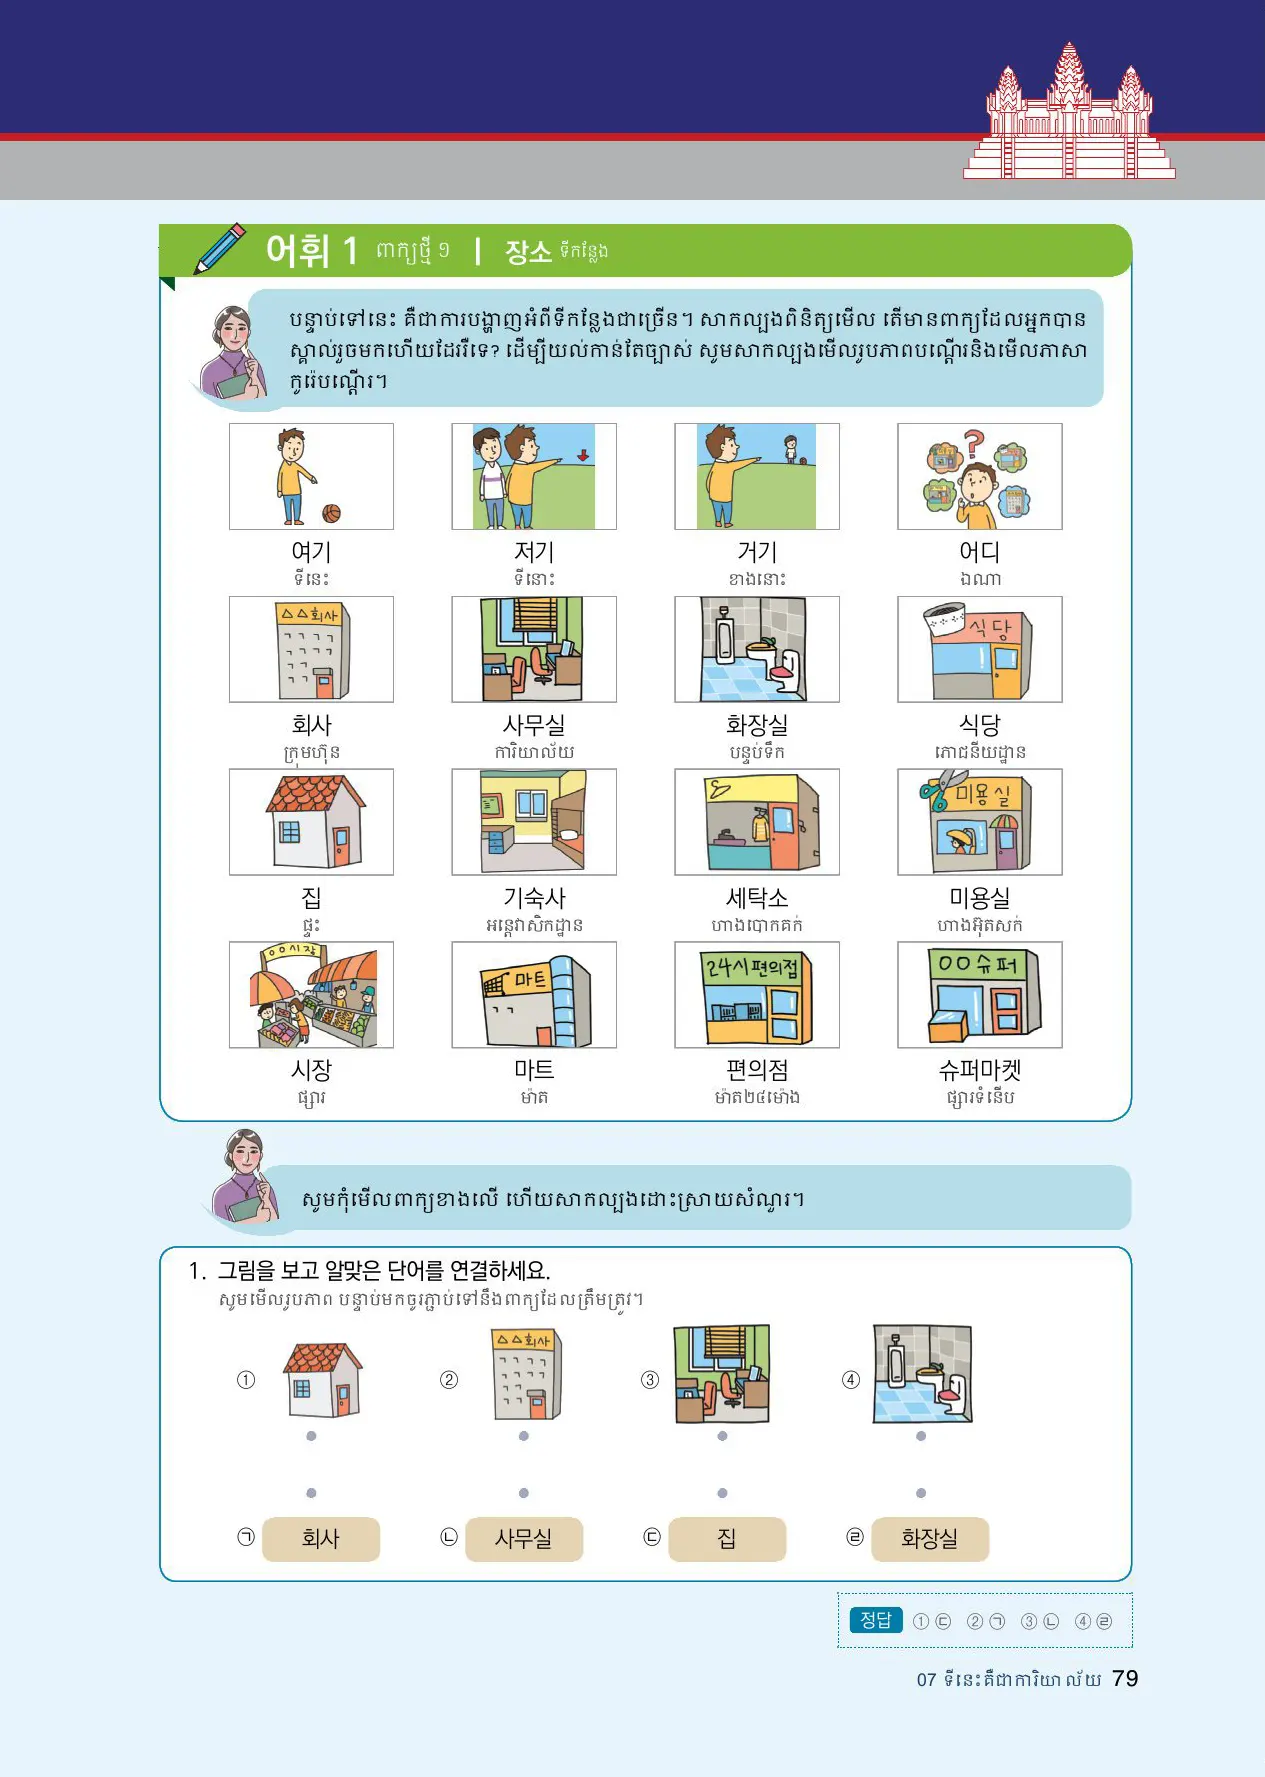 어휘 1 ពាក្យថ្មី ១ | 장소 ទីកន្លែង
បន្ទាប់ទៅនេះ គឺជាការបង្ហាញអំពីទីកន្លែងជាច្រើន។ សាកល្បងពិនិត្យមើល តើមានពាក្យដែលអ្នកបាន
ស្គាល់រួចមកហើយដែររឺទេ? ដើម្បីយល់កាន់តែច្បាស់ សូមសាកល្បងមើលរូបភាពបណ្តើរនិងមើលភាសា
កូរ៉េបណ្តើរ។
여기 저기 거기 어디
ទីនេះ ទីនោះ ខាងនោះ ឯណា
△△회사 식당
회사 사무실 화장실 식당
ក្រុមហ៊ុន ការិយាល័យ បន្ទប់ទឹក ភោជនីយដ្ឋាន
미용실
집 기숙사 세탁소 미용실
ផ្ទះ អន្តេវាសិកដ្ឋាន ហាងបោកគក់ ហាងអ៊ុតសក់
○○시장 마트 24시편의점 ○○슈퍼
시장 마트 편의점 슈퍼마켓
ផ្សារ ម៉ាត ម៉ាត២៤ម៉ោង ផ្សារទំនើប
សូមកុំមើលពាក្យខាងលើ ហើយសាកល្បងដោះស្រាយសំណួរ។
1. 그림을 보고 알맞은 단어를 연결하세요.
សូមមើលរូបភាព បន្ទាប់មកចូរភ្ជាប់ទៅនឹងពាក្យដែលត្រឹមត្រូវ។
△△회사
① ② ③ ④
㉠ 회사 ㉡ 사무실 ㉢ 집 ㉣ 화장실
정답 ①㉢ ②㉠ ③㉡ ④㉣
07 ទីនេះគឺជាការិយាល័យ 79